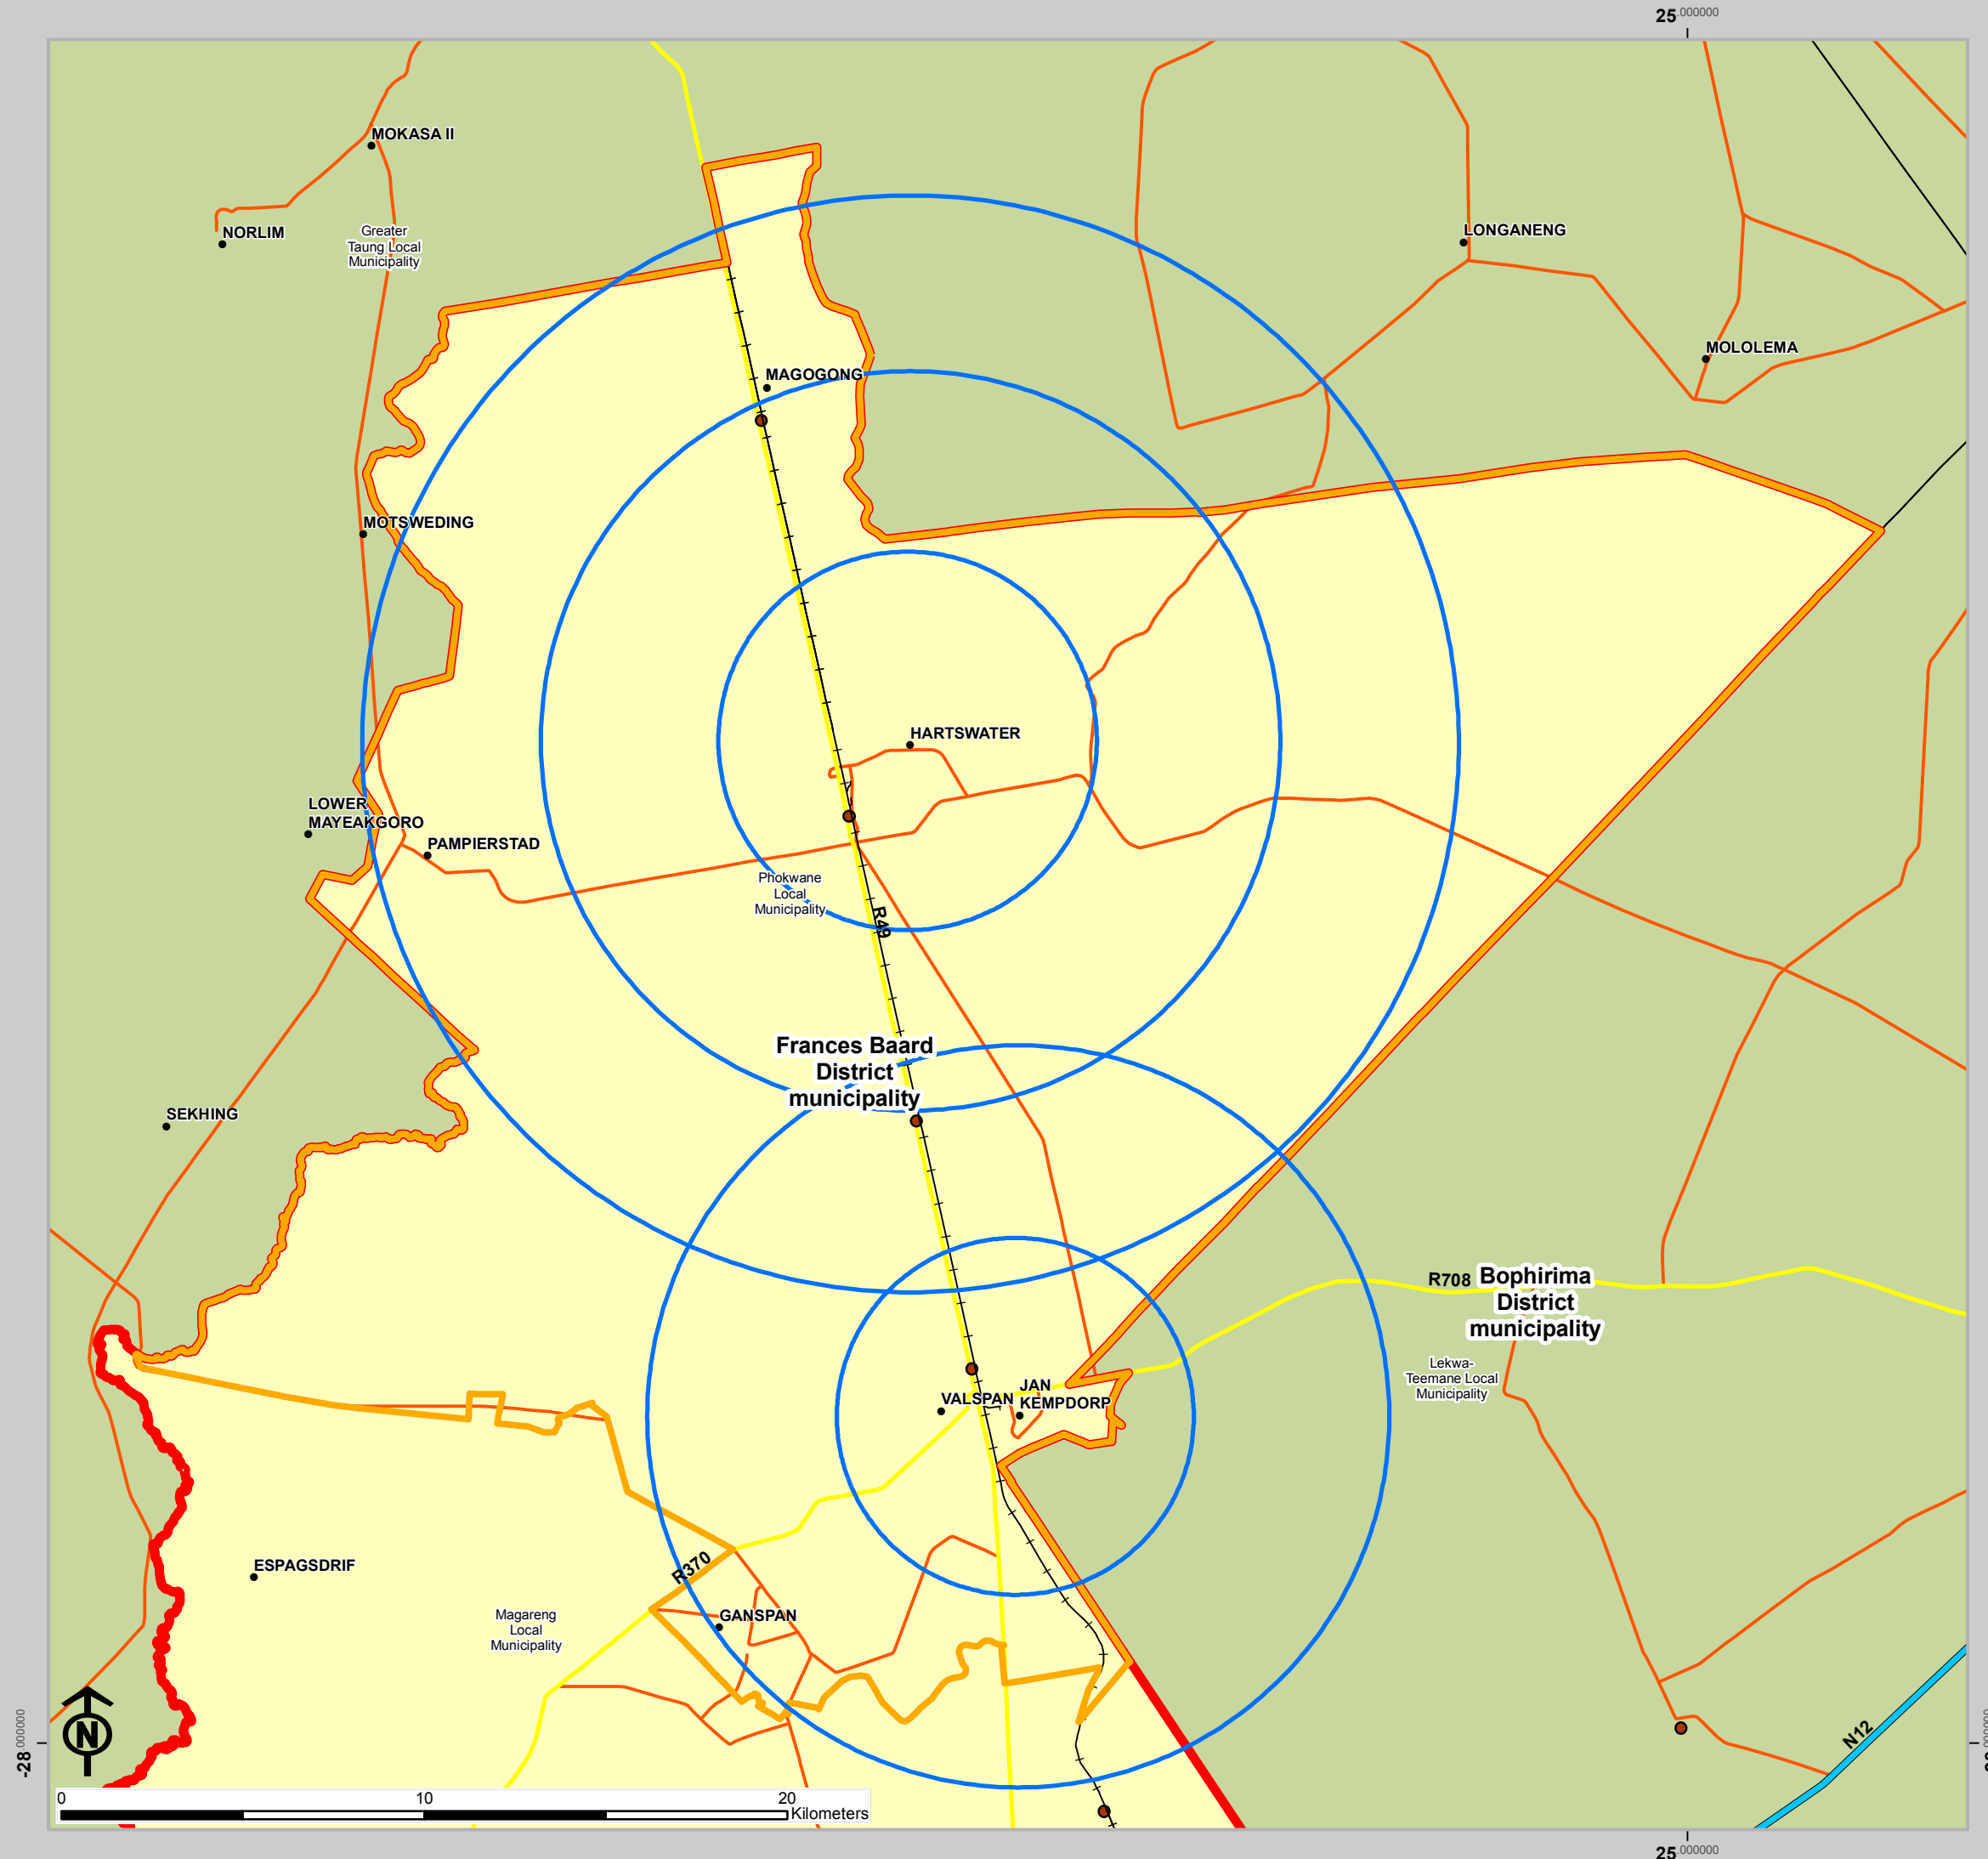 25.000000
MOKASA II
NORLIM
Greater
Taung Local
Municipality
LONGANENG
MOLOLEMA
MAGOGONG
MOTSWEDING
HARTSWATER
LOWER
MAYEAKGORO
PAMPIERSTAD
Phokwane
Local
Municipality
R49
Frances Baard
District
municipality
SEKHING
R708
Bophirima
District
municipality
Lekwa-
Teemane Local
Municipality
JAN
KEMPDORP
VALSPAN
ESPAGSDRIF
R370
GANSPAN
Magareng
Local
Municipality
N12
-28.000000
N
0 10 20
Kilometers
25.000000